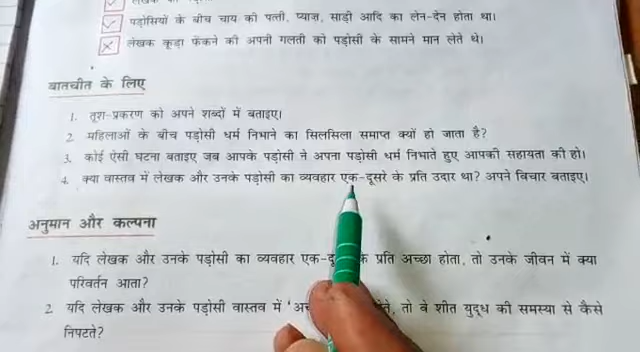 पड़ोसियों के बीच चाय की पत्ती, प्याज, साड़ी आदि का लेन-देन होता था।
लेखक कूड़ा फेंकने की अपनी गलती को पड़ोसी के सामने मान लेते थे।
बातचीत के लिए
1. तूश-प्रकरण को अपने शब्दों में बताइए।
2. महिलाओं के बीच पड़ोसी धर्म निभाने का सिलसिला समाप्त क्यों हो जाता है?
3. कोई ऐसी घटना बताइए जब आपके पड़ोसी ने अपना पड़ोसी धर्म निभाते हुए आपकी सहायता की हो।
4. क्या वास्तव में लेखक और उनके पड़ोसी का व्यवहार एक-दूसरे के प्रति उदार था? अपने विचार बताइए।
अनुमान और कल्पना
1. यदि लेखक और उनके पड़ोसी का व्यवहार एक-दू के प्रति अच्छा होता, तो उनके जीवन में क्या
परिवर्तन आता?
2. यदि लेखक और उनके पड़ोसी वास्तव में तो वे शीत युद्ध की समस्या से कैसे
निपटते?